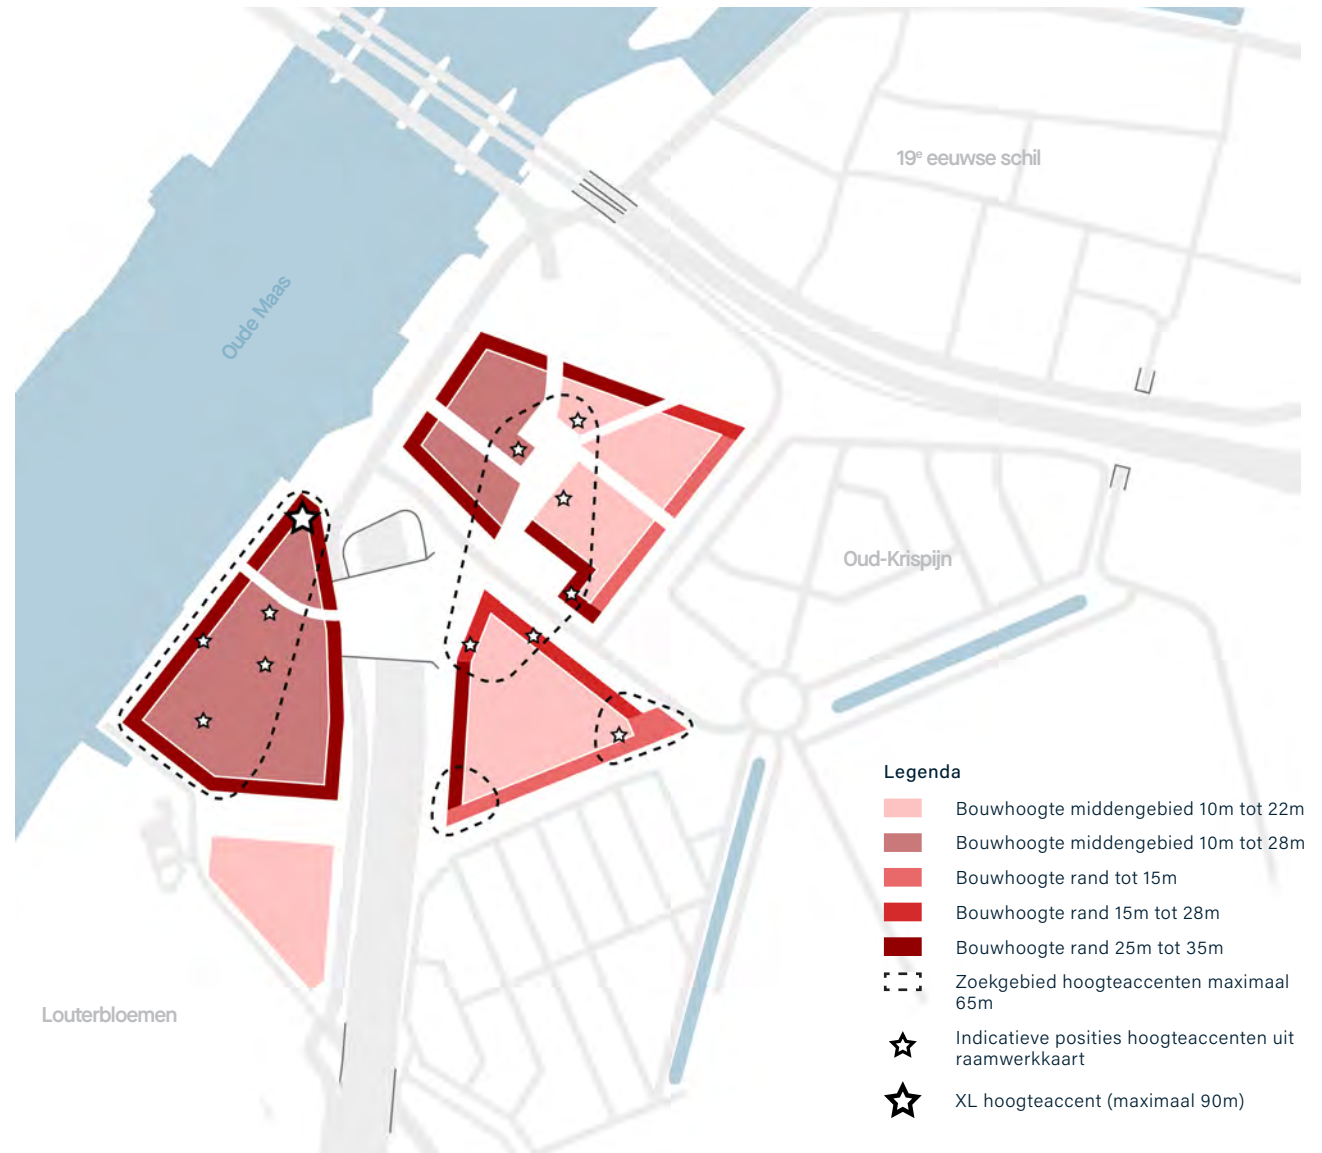 19e eeuwse schil
Oude Maas
Oud-Krispijn
Louterbloemen
Legenda
Bouwhoogte middengebied 10m tot 22m
Bouwhoogte middengebied 10m tot 28m
Bouwhoogte rand tot 15m
Bouwhoogte rand 15m tot 28m
Bouwhoogte rand 25m tot 35m
Zoekgebied hoogteaccenten maximaal
65m
Indicatieve posities hoogteaccenten uit
raamwerkkaart
XL hoogteaccent (maximaal 90m)